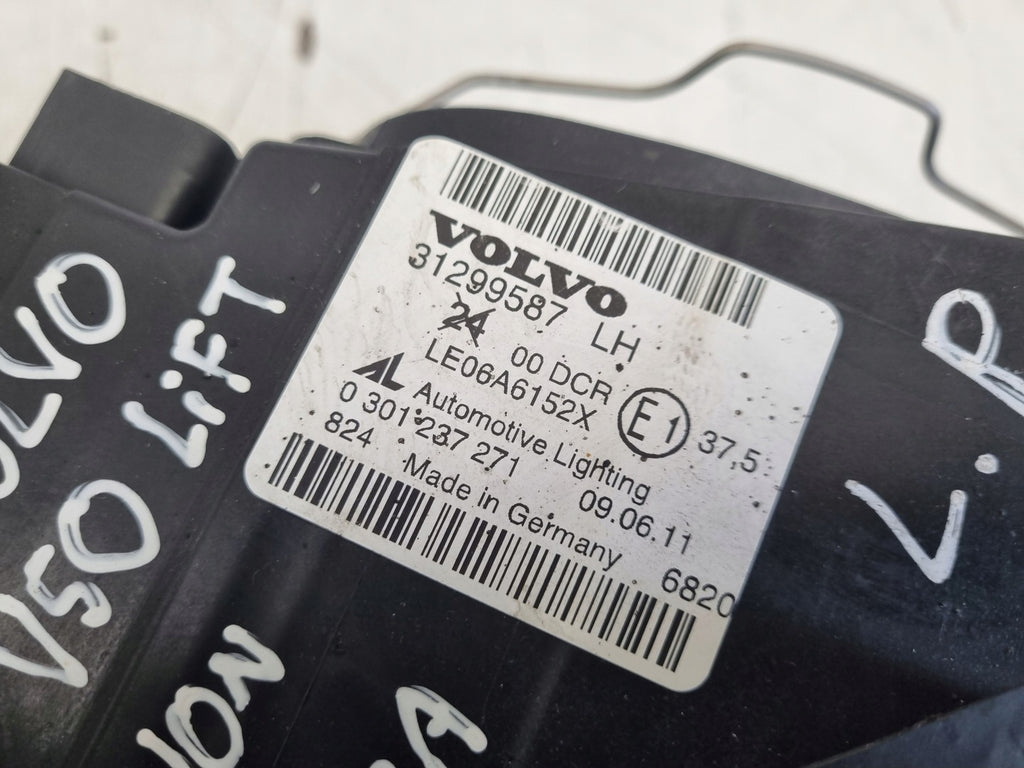 VOLVO
31299587 LH
24 00 DCR
LE06A6152X
E1 37,5
AL Automotive Lighting
0 301 237 271 09.06.11
824 Made in Germany 6820
VOLVO
V50 LiFT
L.P